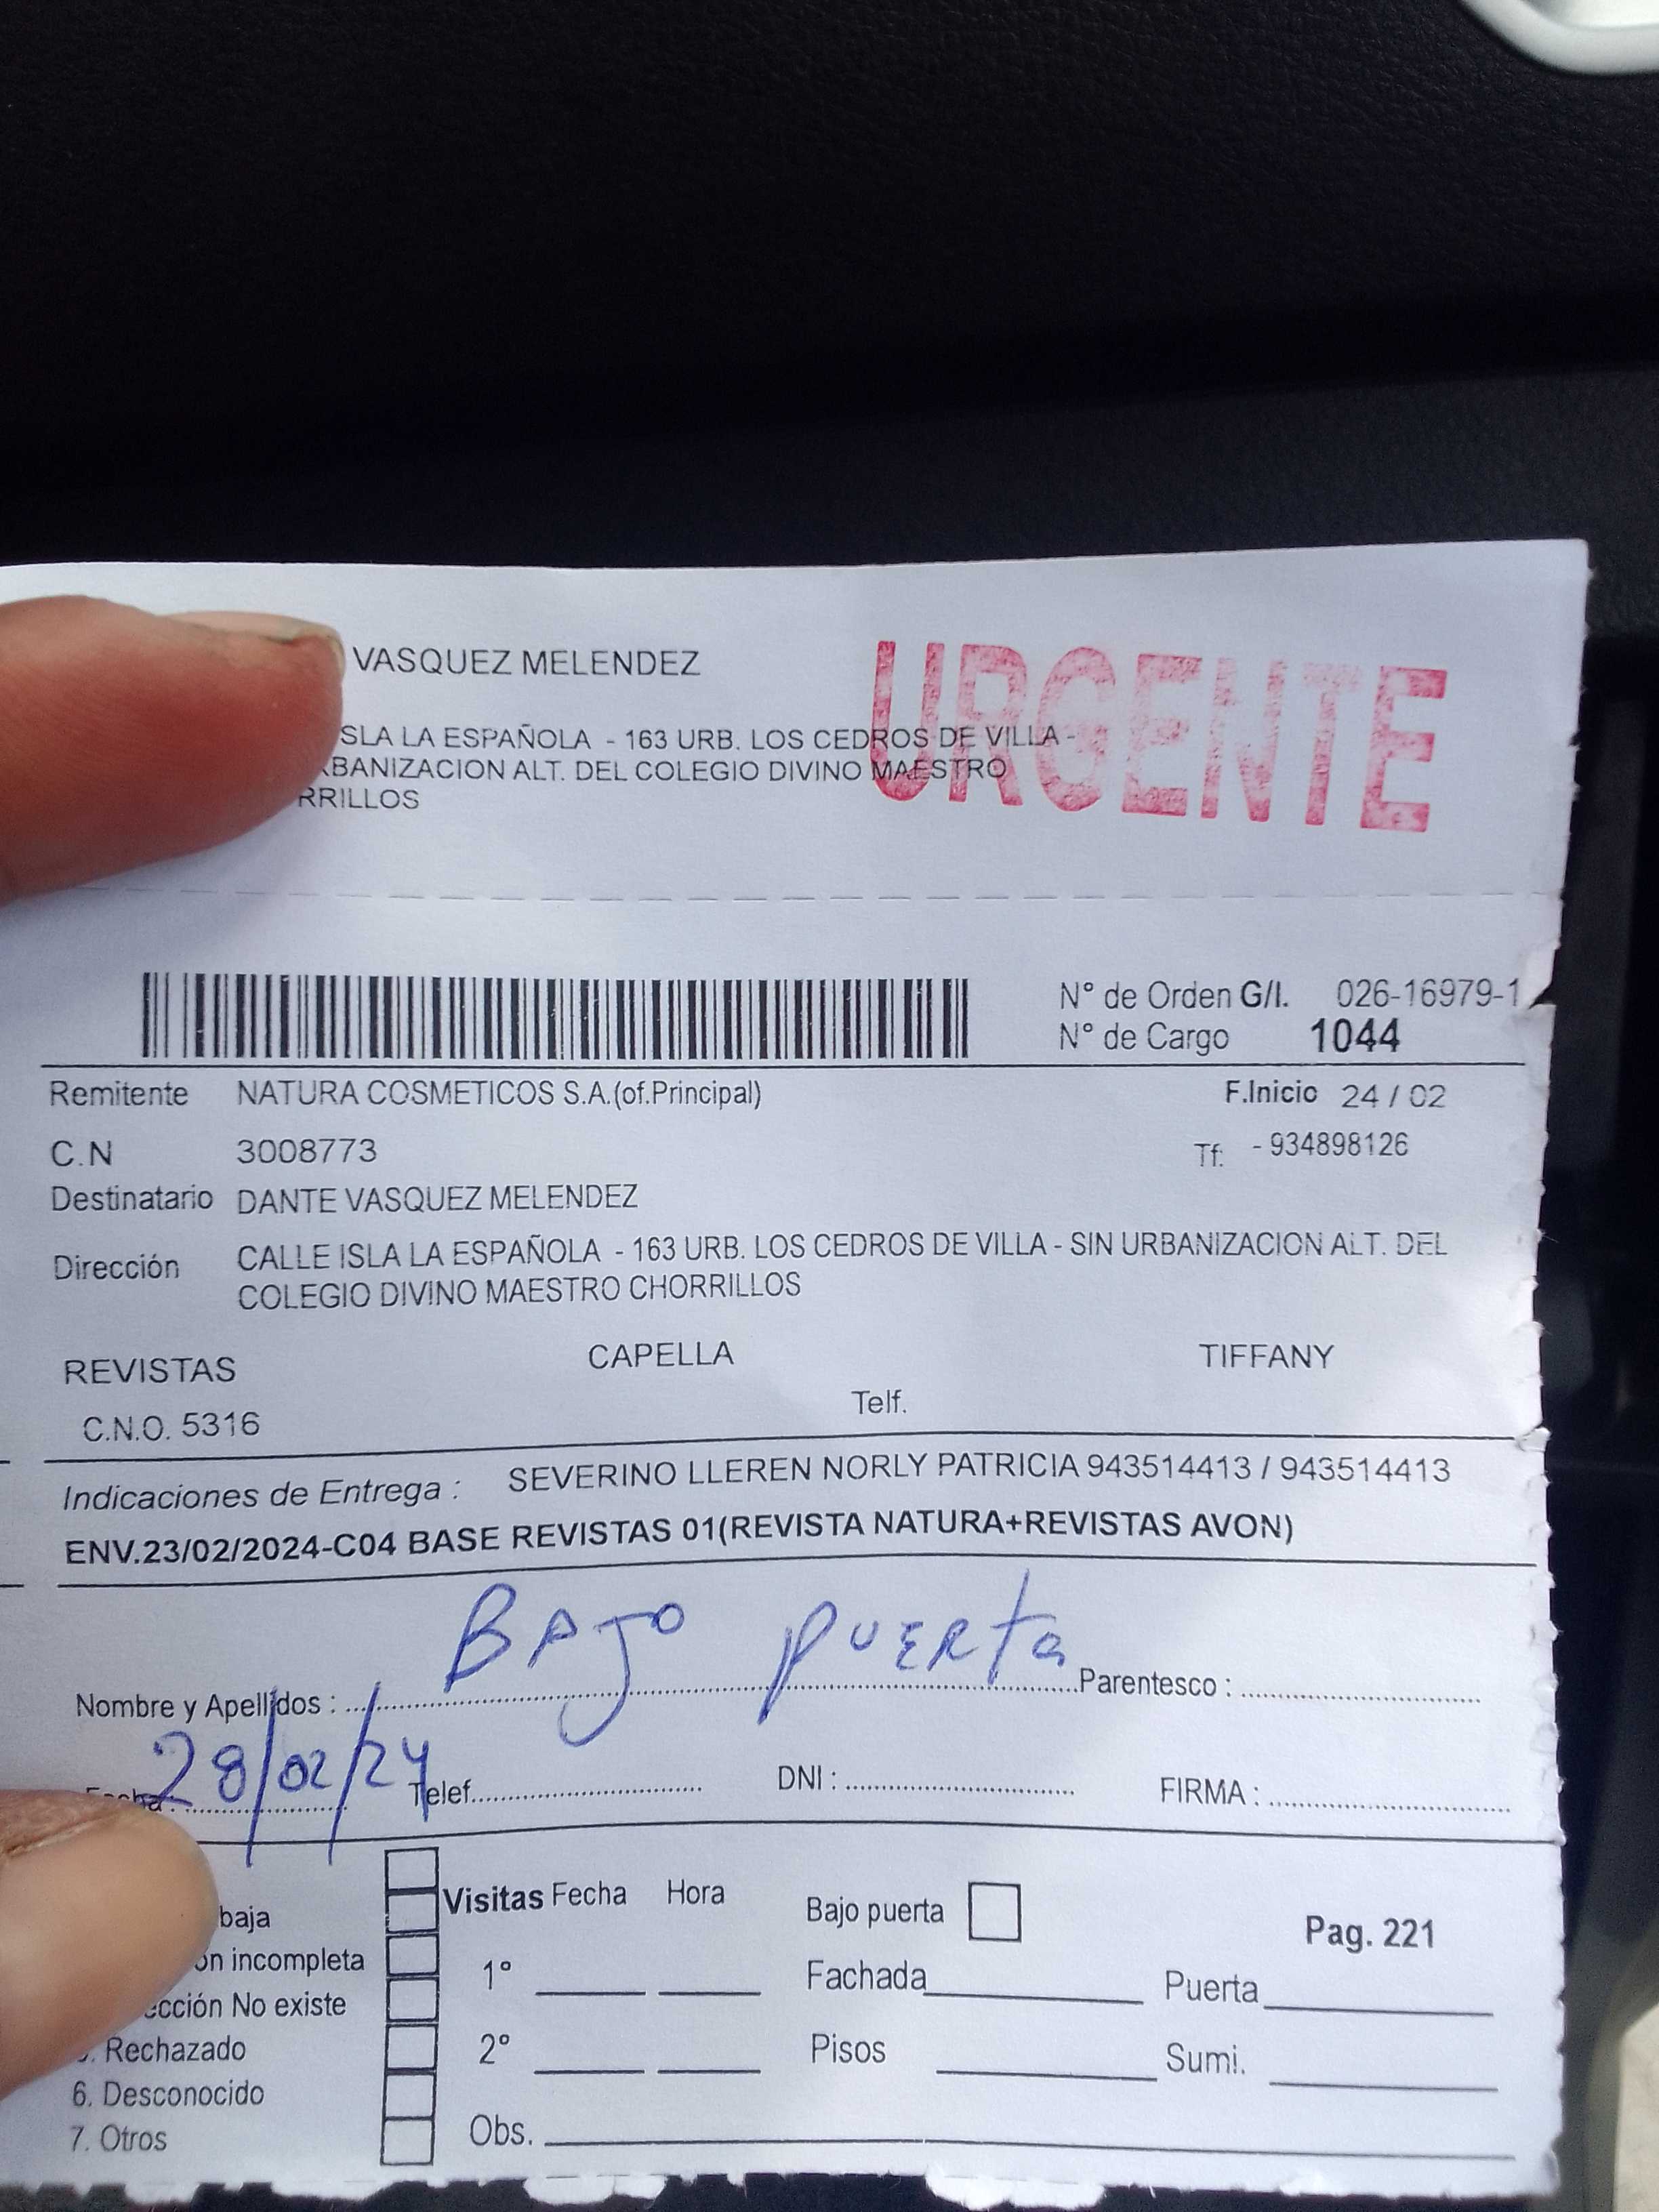 VASQUEZ MELENDEZ
URGENTE
SLA LA ESPAÑOLA - 163 URB. LOS CEDROS DE VILLA -
RBANIZACION ALT. DEL COLEGIO DIVINO MAESTRO
RRILLOS
N° de Orden G/I. 026-16979-1
N° de Cargo 1044
Remitente NATURA COSMETICOS S.A.(of.Principal) F.Inicio 24 / 02
C.N 3008773 Tf: - 934898126
Destinatario DANTE VASQUEZ MELENDEZ
Dirección CALLE ISLA LA ESPAÑOLA - 163 URB. LOS CEDROS DE VILLA - SIN URBANIZACION ALT. DEL
COLEGIO DIVINO MAESTRO CHORRILLOS
REVISTAS CAPELLA TIFFANY
Telf.
C.N.O. 5316
Indicaciones de Entrega : SEVERINO LLEREN NORLY PATRICIA 943514413 / 943514413
ENV.23/02/2024-C04 BASE REVISTAS 01(REVISTA NATURA+REVISTAS AVON)
BAJO PUERTA
Nombre y Apellidos : Parentesco :
28/02/24
Fecha : Telef. DNI : FIRMA :
baja Visitas Fecha Hora Bajo puerta Pag. 221
ón incompleta 1° Fachada Puerta
ección No existe
. Rechazado 2° Pisos Sumi.
6. Desconocido
7. Otros Obs.